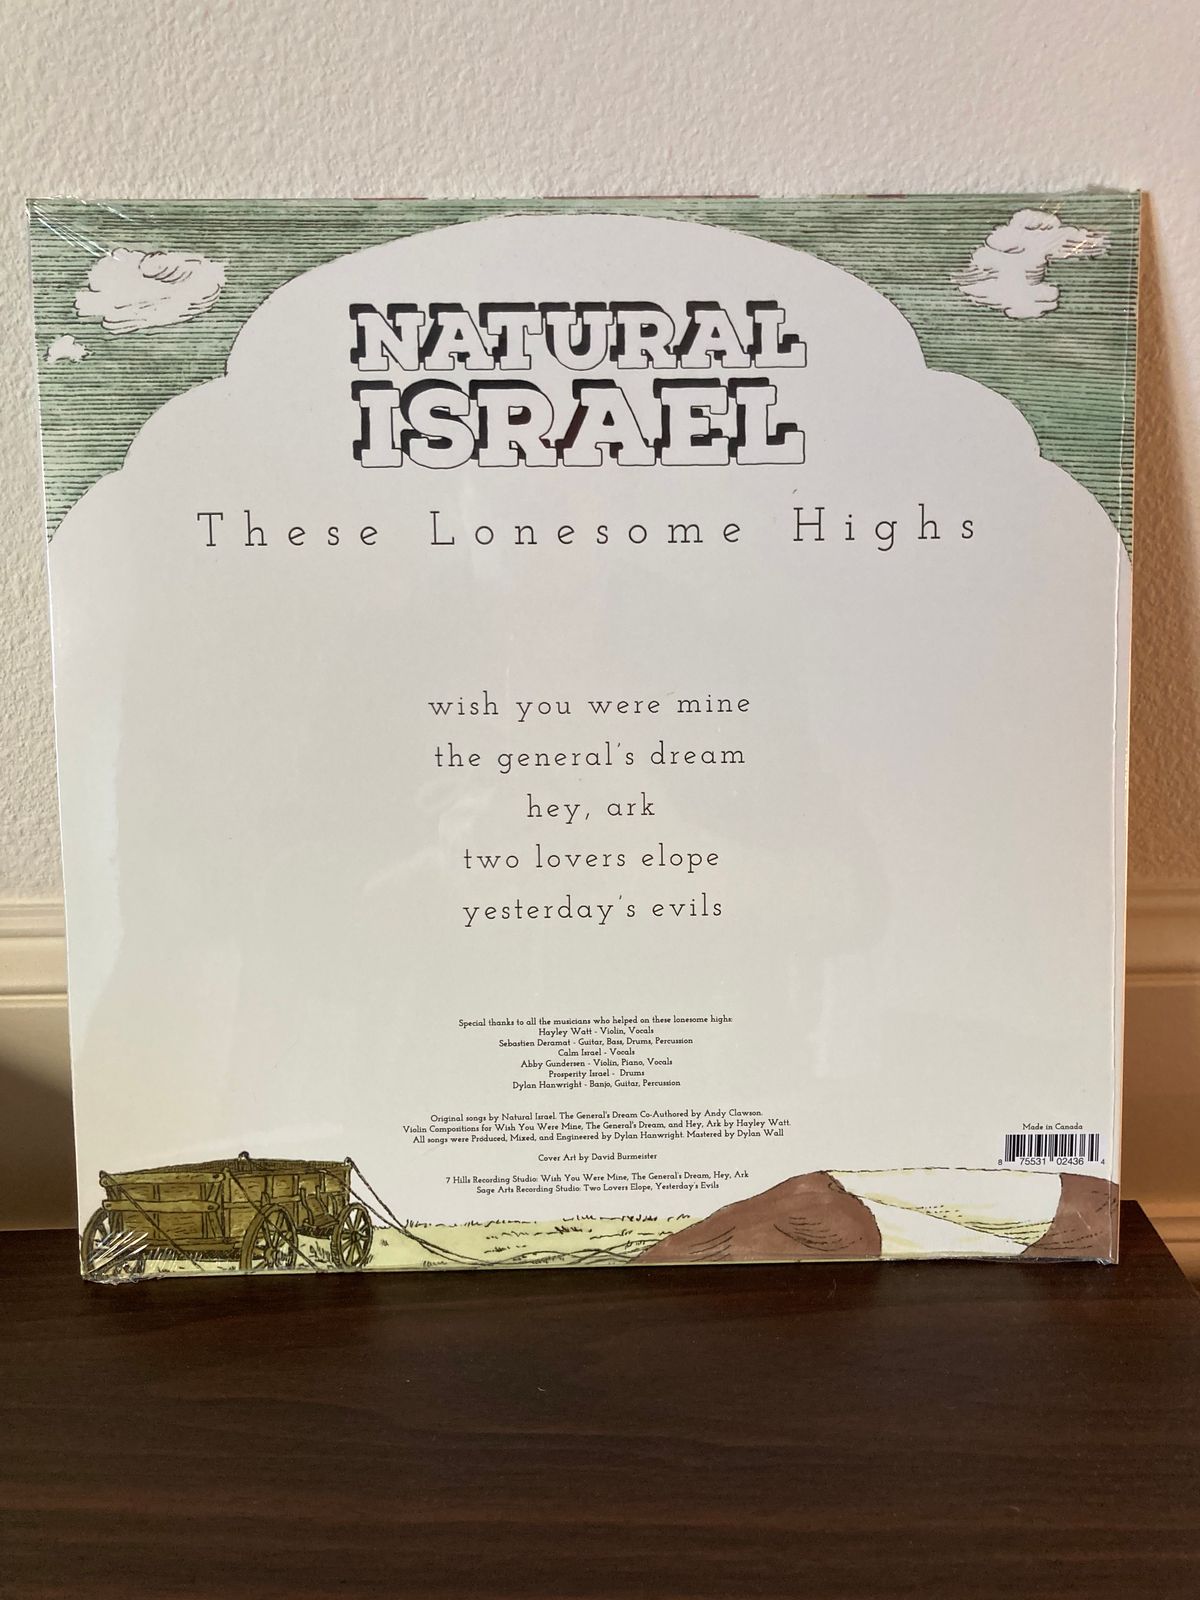 NATURAL
ISRAEL
These Lonesome Highs
wish you were mine
the general's dream
hey, ark
two lovers elope
yesterday's evils
Special thanks to all the musicians who helped on these lonesome highs:
Hayley Watt - Violin, Vocals
Sebastien Deramat - Guitar, Bass, Drums, Percussion
Calm Israel - Vocals
Abby Gundersen - Violin, Piano, Vocals
Prosperity Israel - Drums
Dylan Hanwright - Banjo, Guitar, Percussion
Original songs by Natural Israel. The General's Dream Co-Authored by Andy Clawson.
Violin Compositions for Wish You Were Mine, The General's Dream, and Hey, Ark by Hayley Watt.
All songs were Produced, Mixed, and Engineered by Dylan Hanwright. Mastered by Dylan Wall
Cover Art by David Burmeister
7 Hills Recording Studio: Wish You Were Mine, The General's Dream, Hey, Ark
Sage Arts Recording Studio: Two Lovers Elope, Yesterday's Evils
Made in Canada
8 75531 02436 4